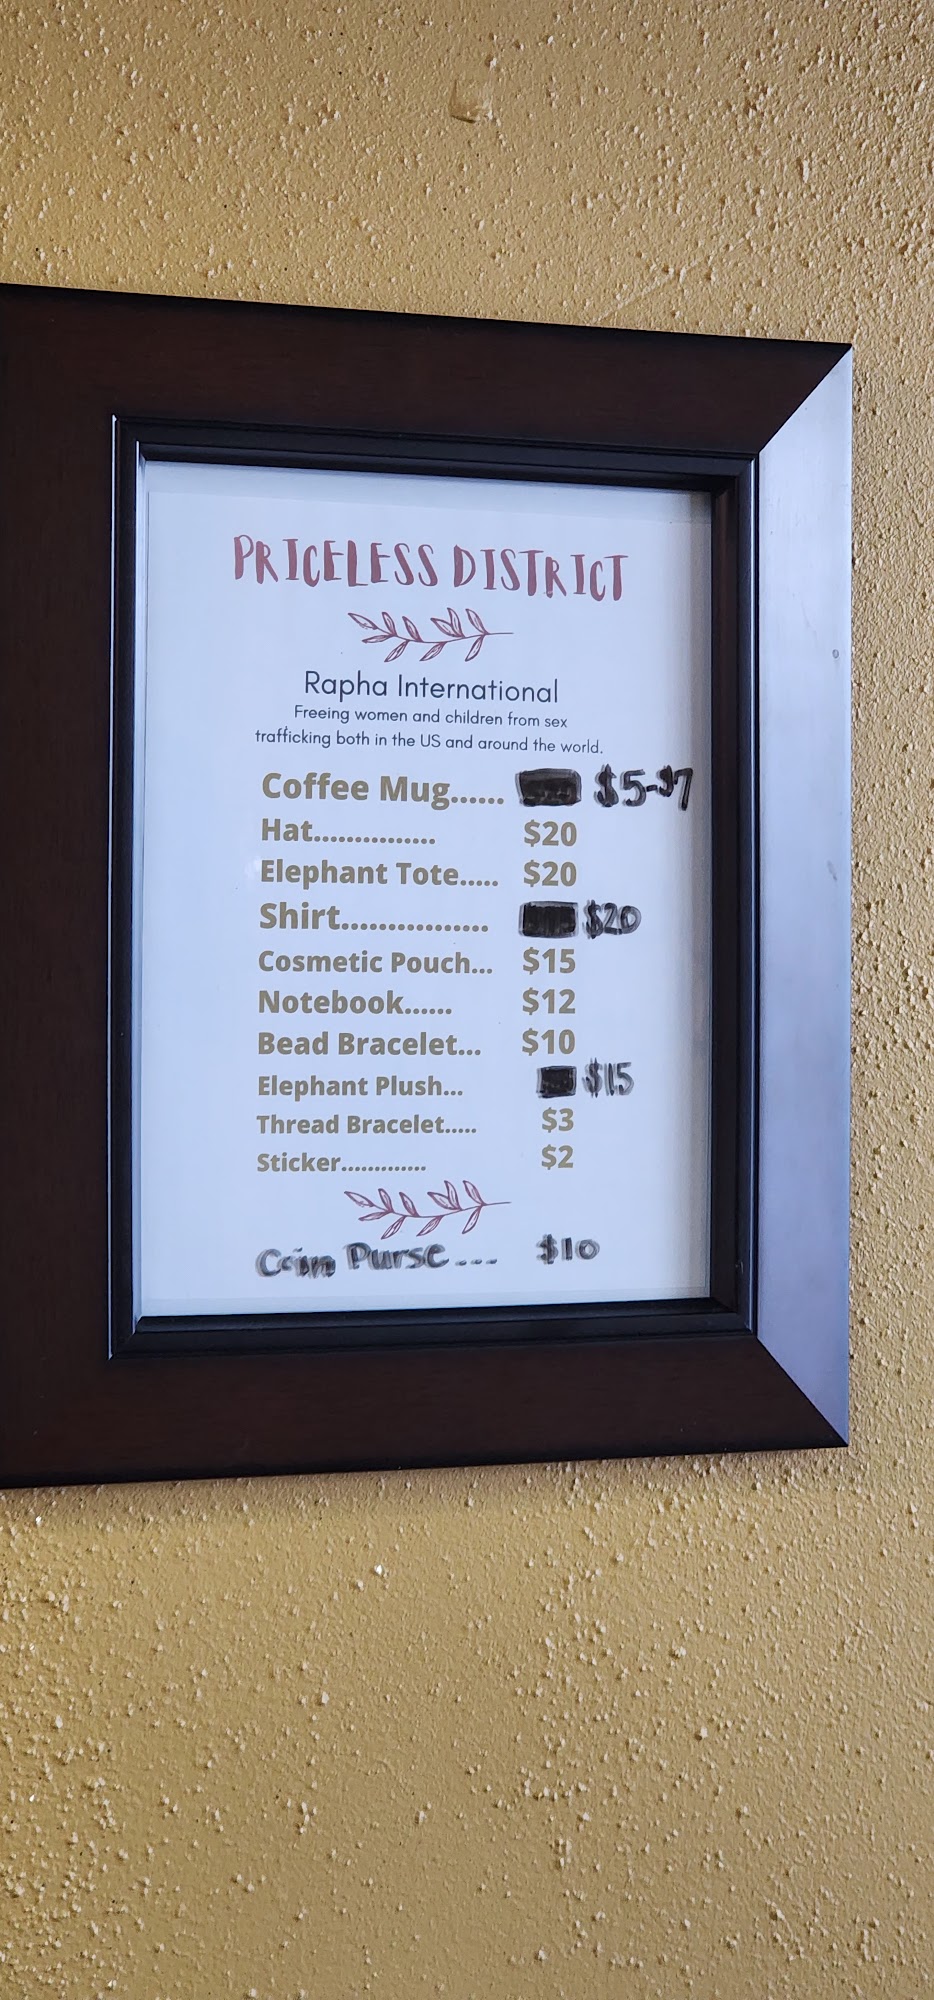 PRICELESS DISTRICT
Rapha International
Freeing women and children from sex
trafficking both in the US and around the world.
Coffee Mug...... $5-$7
Hat............... $20
Elephant Tote..... $20
Shirt................ $20
Cosmetic Pouch... $15
Notebook...... $12
Bead Bracelet... $10
Elephant Plush... $15
Thread Bracelet..... $3
Sticker............. $2
Coin Purse.... $10